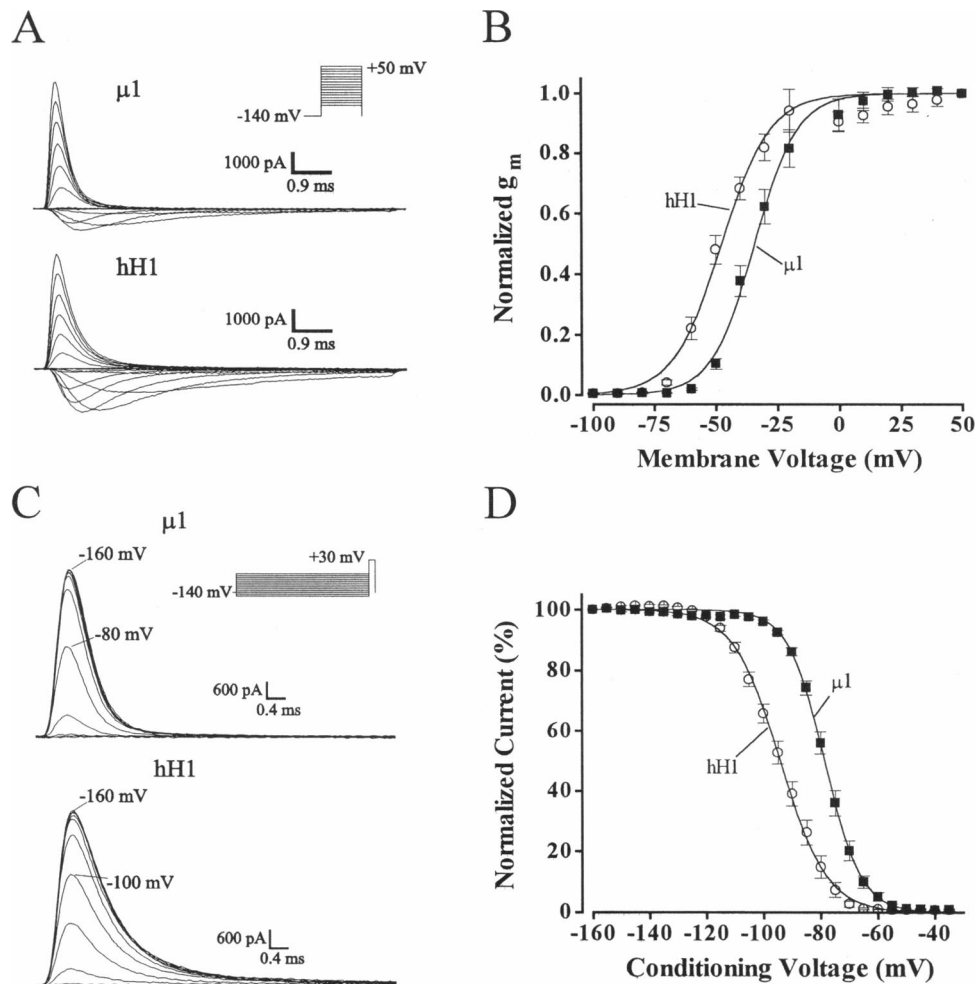 A
μ1
+50 mV
-140 mV
1000 pA
0.9 ms
hH1
1000 pA
0.9 ms
B
Normalized g m
1.0
0.8
0.6
0.4
0.2
0.0
hH1
μ1
-100 -75 -50 -25 0 25 50
Membrane Voltage (mV)
C
μ1
-160 mV
+30 mV
-140 mV
-80 mV
600 pA
0.4 ms
hH1
-160 mV
-100 mV
600 pA
0.4 ms
D
Normalized Current (%)
100
80
60
40
20
0
μ1
hH1
-160 -140 -120 -100 -80 -60 -40
Conditioning Voltage (mV)